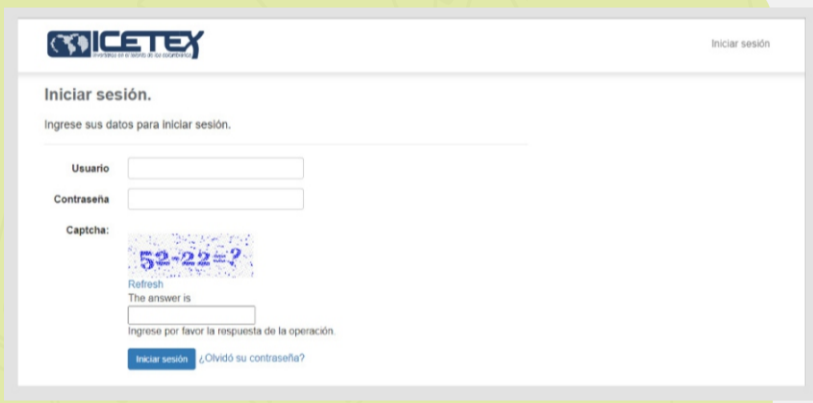 ICETEX
Iniciar sesión
Iniciar sesión.
Ingrese sus datos para iniciar sesión.
Usuario
Contraseña
Captcha:
52-22=?
Refresh
The answer is
Ingrese por favor la respuesta de la operación.
Iniciar sesión ¿Olvidó su contraseña?